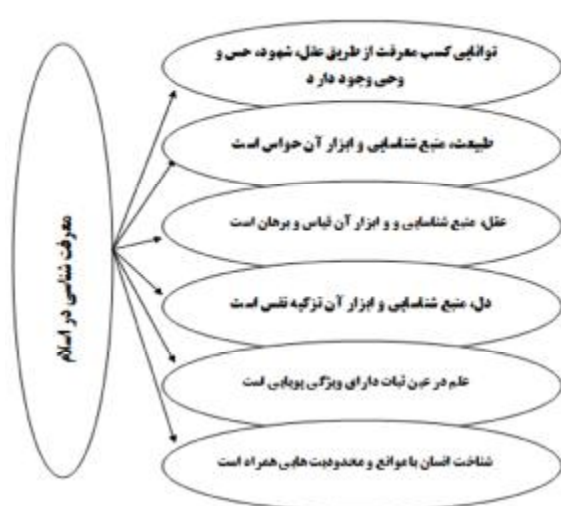 معرفت شناسی در اسلام
توانایی کسب معرفت از طریق عقل، شهود، حس و
وحی وجود دارد
طبیعت، منبع شناسایی و ابزار آن حواس است
عقل، منبع شناسایی و و ابزار آن قیاس و برهان است
دل، منبع شناسایی و ابزار آن تزکیه نفس است
علم در عین ثبات دارای ویژگی پویایی است
شناخت انسان با موانع و محدودیت هایی همراه است